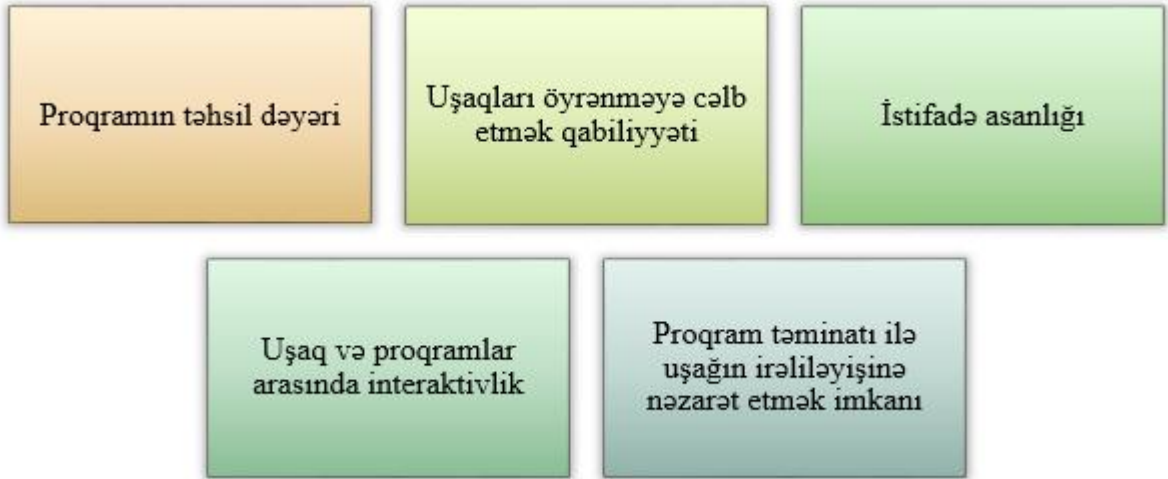 Proqramın təhsil dəyəri
Uşaqları öyrənməyə cəlb
etmək qabiliyyəti
İstifadə asanlığı
Uşaq və proqramlar
arasında interaktivlik
Proqram təminatı ilə
uşağın irəliləyişinə
nəzarət etmək imkanı